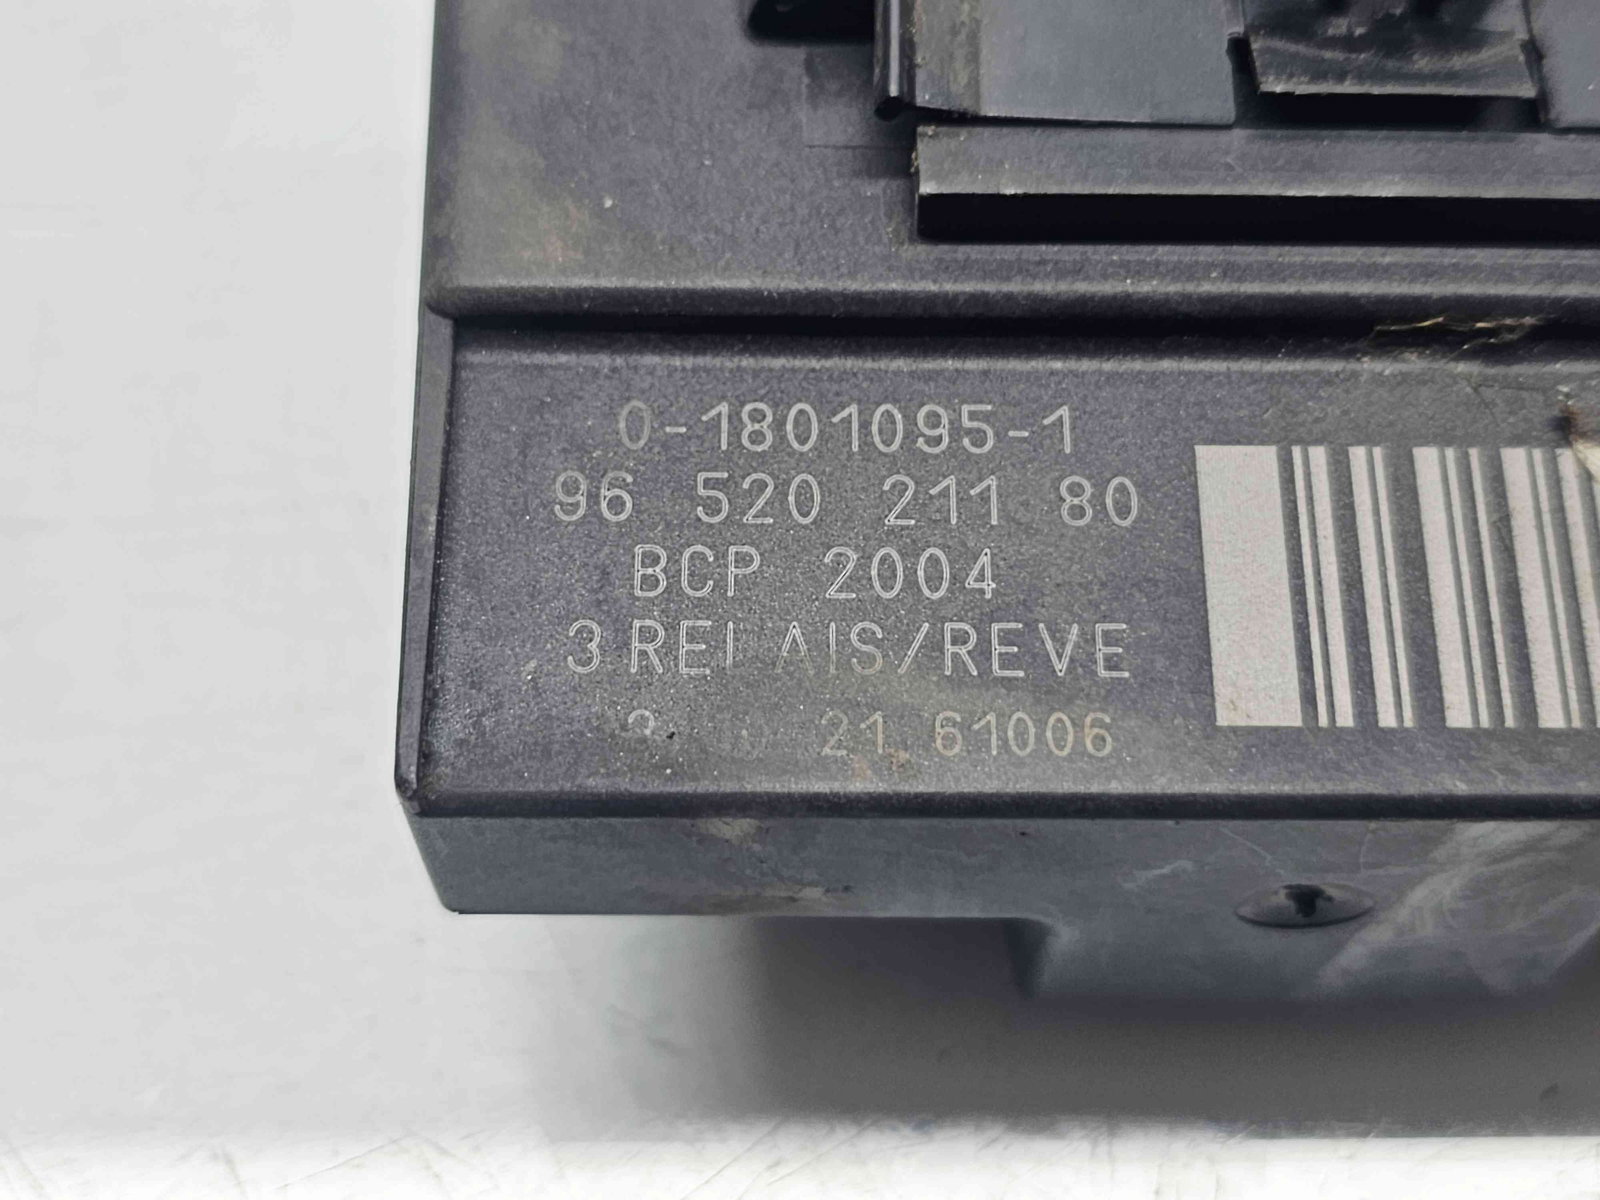 0-1801095-1
96 520 211 80
BCP 2004
3 RELAIS/REVE
21 61006